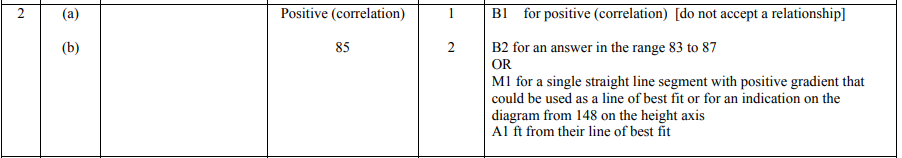 2 (a) Positive (correlation) 1 B1 for positive (correlation) [do not accept a relationship]
(b) 85 2 B2 for an answer in the range 83 to 87
OR
M1 for a single straight line segment with positive gradient that
could be used as a line of best fit or for an indication on the
diagram from 148 on the height axis
A1 ft from their line of best fit